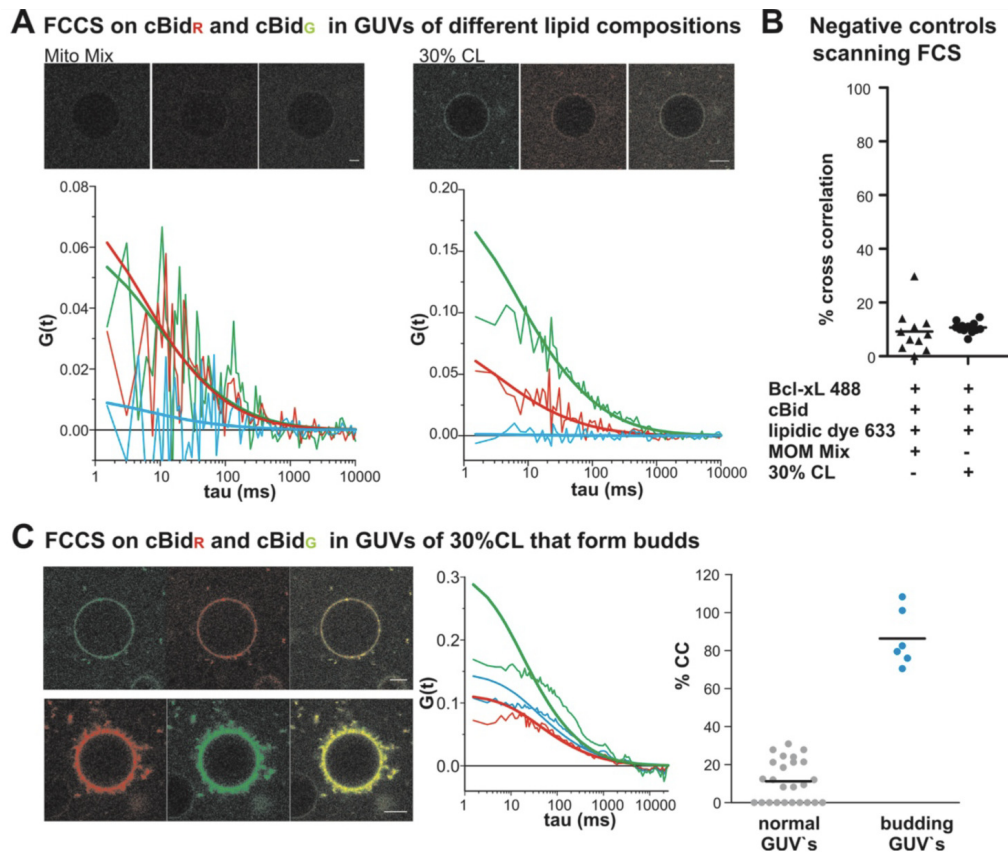 A FCCS on cBidR and cBidG in GUVs of different lipid compositions
Mito Mix
30% CL
G(t)
0.08
0.06
0.04
0.02
0.00
1 10 100 1000 10000
tau (ms)
G(t)
0.20
0.15
0.10
0.05
0.00
1 10 100 1000 10000
tau (ms)
B Negative controls
scanning FCS
% cross correlation
100
80
60
40
20
0
Bcl-xL 488 + +
cBid + +
lipidic dye 633 + +
MOM Mix + -
30% CL - +
C FCCS on cBidR and cBidG in GUVs of 30%CL that form budds
G(t)
0.3
0.2
0.1
0.0
1 10 100 1000 10000
tau (ms)
% CC
120
100
80
60
40
20
0
normal
GUV`s
budding
GUV`s